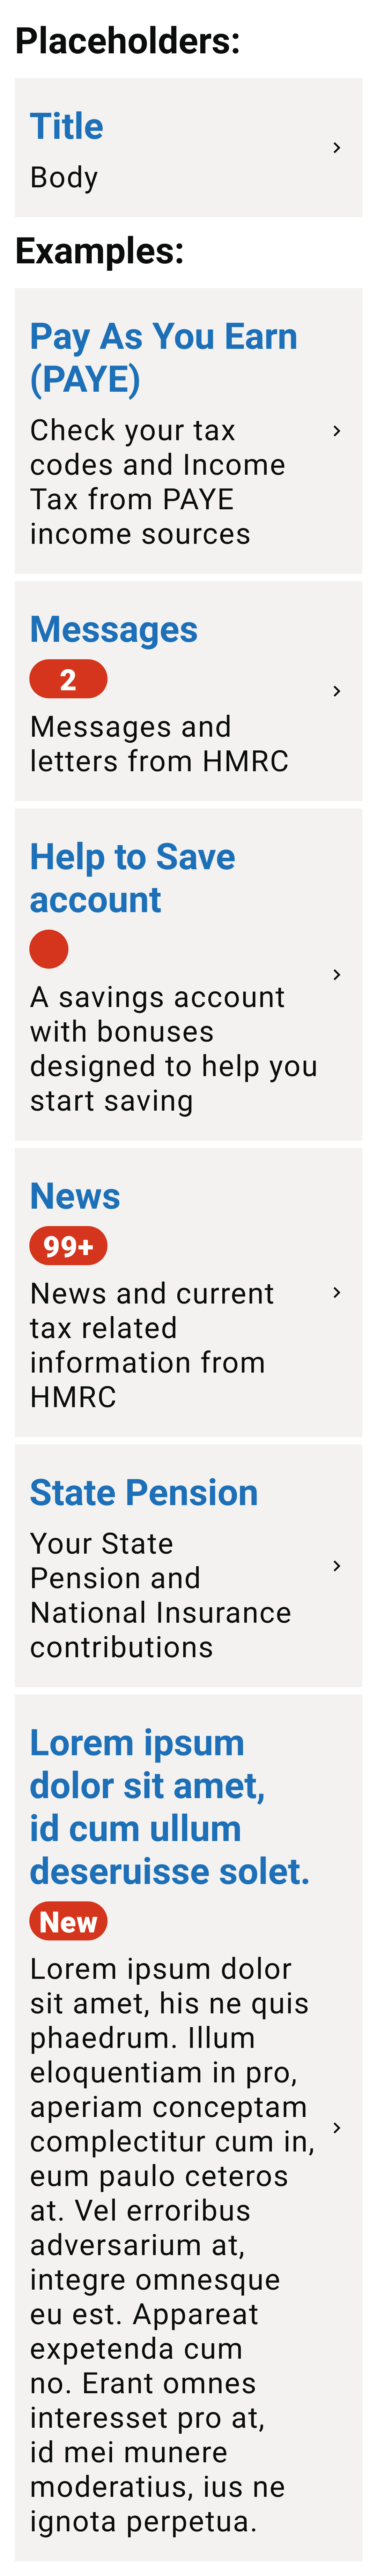 Placeholders:
Title
Body
Examples:
Pay As You Earn
(PAYE)
Check your tax
codes and Income
Tax from PAYE
income sources
Messages
2
Messages and
letters from HMRC
Help to Save
account
A savings account
with bonuses
designed to help you
start saving
News
99+
News and current
tax related
information from
HMRC
State Pension
Your State
Pension and
National Insurance
contributions
Lorem ipsum
dolor sit amet,
id cum ullum
deseruisse solet.
New
Lorem ipsum dolor
sit amet, his ne quis
phaedrum. Illum
eloquentiam in pro,
aperiam conceptam
complectitur cum in,
eum paulo ceteros
at. Vel erroribus
adversarium at,
integre omnesque
eu est. Appareat
expetenda cum
no. Erant omnes
interesset pro at,
id mei munere
moderatius, ius ne
ignota perpetua.